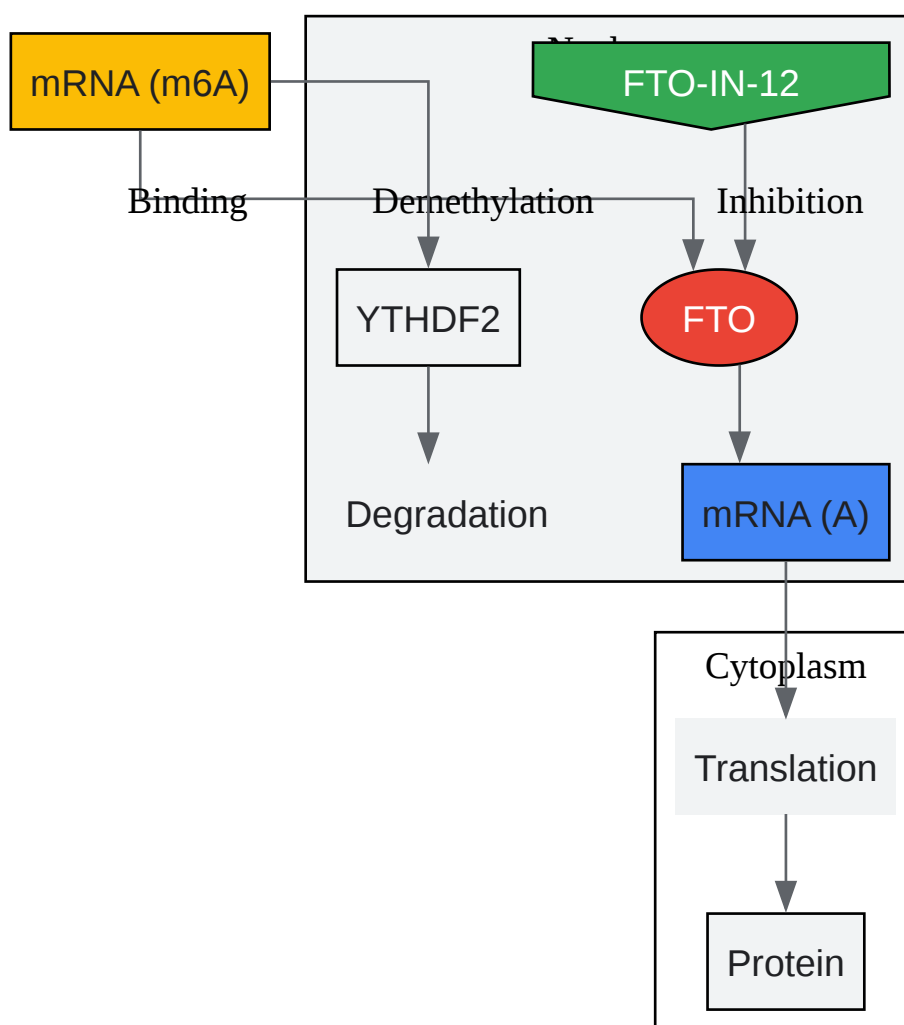 mRNA (m6A)
FTO-IN-12
Binding
Demethylation
Inhibition
YTHDF2
FTO
Degradation
mRNA (A)
Cytoplasm
Translation
Protein